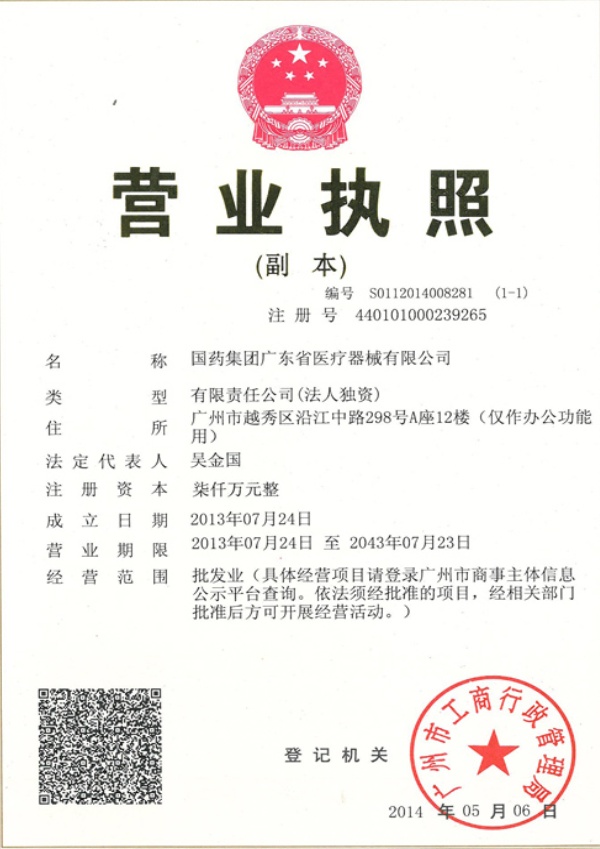 营业执照
(副 本)
编号 S0112014008281 (1-1)
注 册 号 440101000239265
名 称 国药集团广东省医疗器械有限公司
类 型 有限责任公司(法人独资)
住 所 广州市越秀区沿江中路298号A座12楼（仅作办公功能
用）
法定代表人 吴金国
注 册 资 本 柒仟万元整
成 立 日 期 2013年07月24日
营 业 期 限 2013年07月24日 至 2043年07月23日
经 营 范 围 批发业（具体经营项目请登录广州市商事主体信息
公示平台查询。依法须经批准的项目，经相关部门
批准后方可开展经营活动。）
广州市工商行政管理局
登 记 机 关
2014 年 05 月 06 日